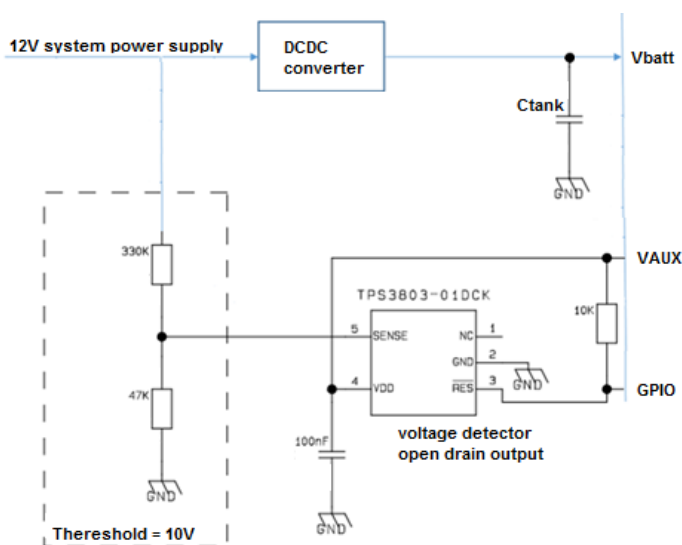 12V system power supply
DCDC
converter
Vbatt
Ctank
GND
330K
VAUX
TPS3803-01DCK
10K
5
SENSE
NC
1
GND
2
GND
4
VDD
RES
3
GPIO
47K
100nF
voltage detector
open drain output
GND
GND
Thereshold = 10V